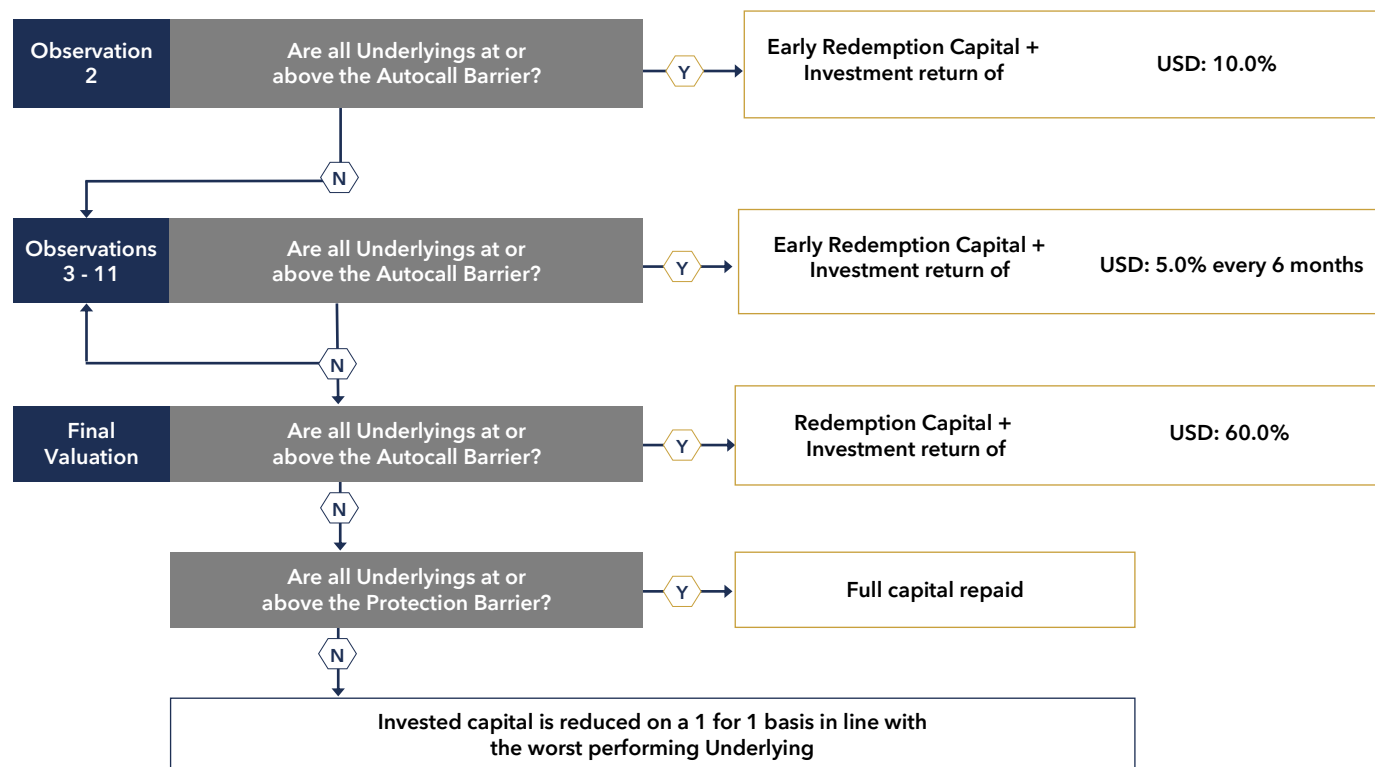 Observation
2
Are all Underlyings at or
above the Autocall Barrier?
Y
Early Redemption Capital +
Investment return of
USD: 10.0%
N
Observations
3 - 11
Are all Underlyings at or
above the Autocall Barrier?
Y
Early Redemption Capital +
Investment return of
USD: 5.0% every 6 months
N
Final
Valuation
Are all Underlyings at or
above the Autocall Barrier?
Y
Redemption Capital +
Investment return of
USD: 60.0%
N
Are all Underlyings at or
above the Protection Barrier?
Y
Full capital repaid
N
Invested capital is reduced on a 1 for 1 basis in line with
the worst performing Underlying